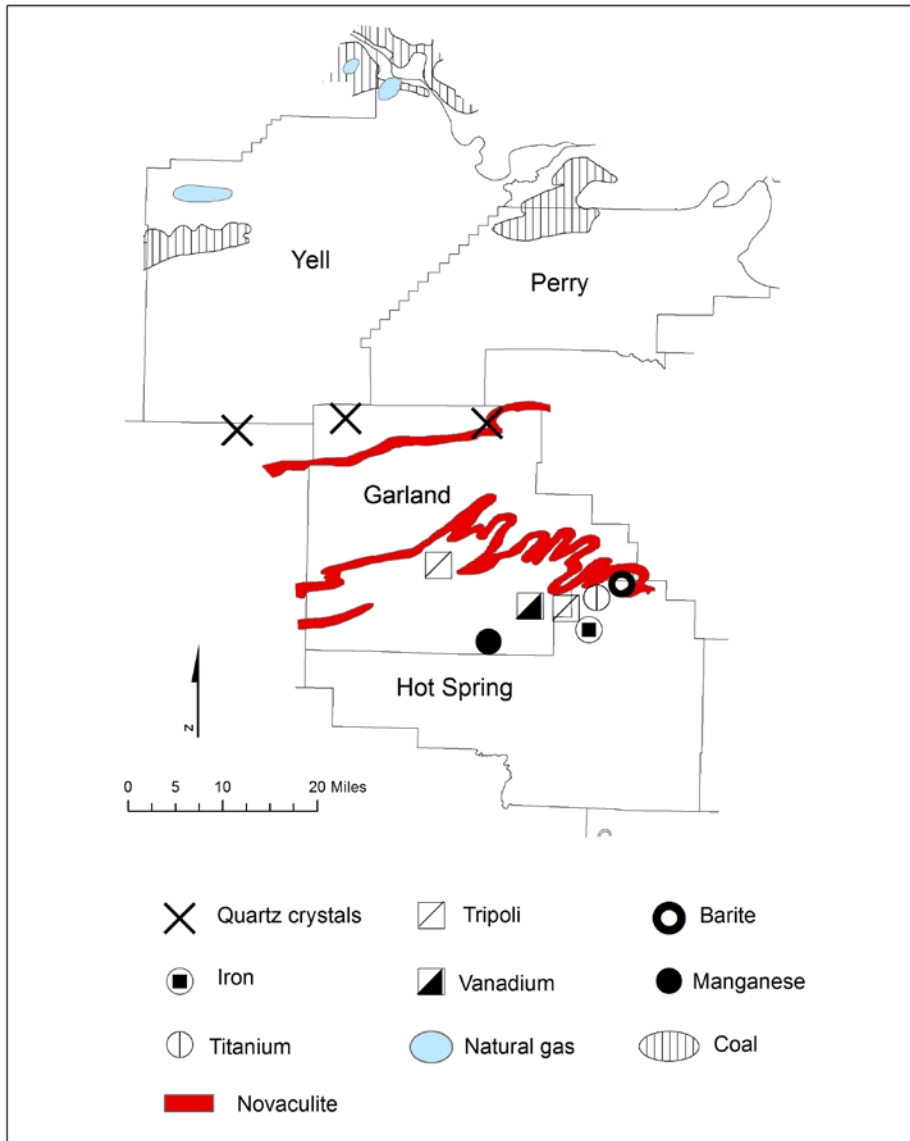 Yell
Perry
Garland
Hot Spring
N
0 5 10 20 Miles
Quartz crystals Tripoli Barite
Iron Vanadium Manganese
Titanium Natural gas Coal
Novaculite